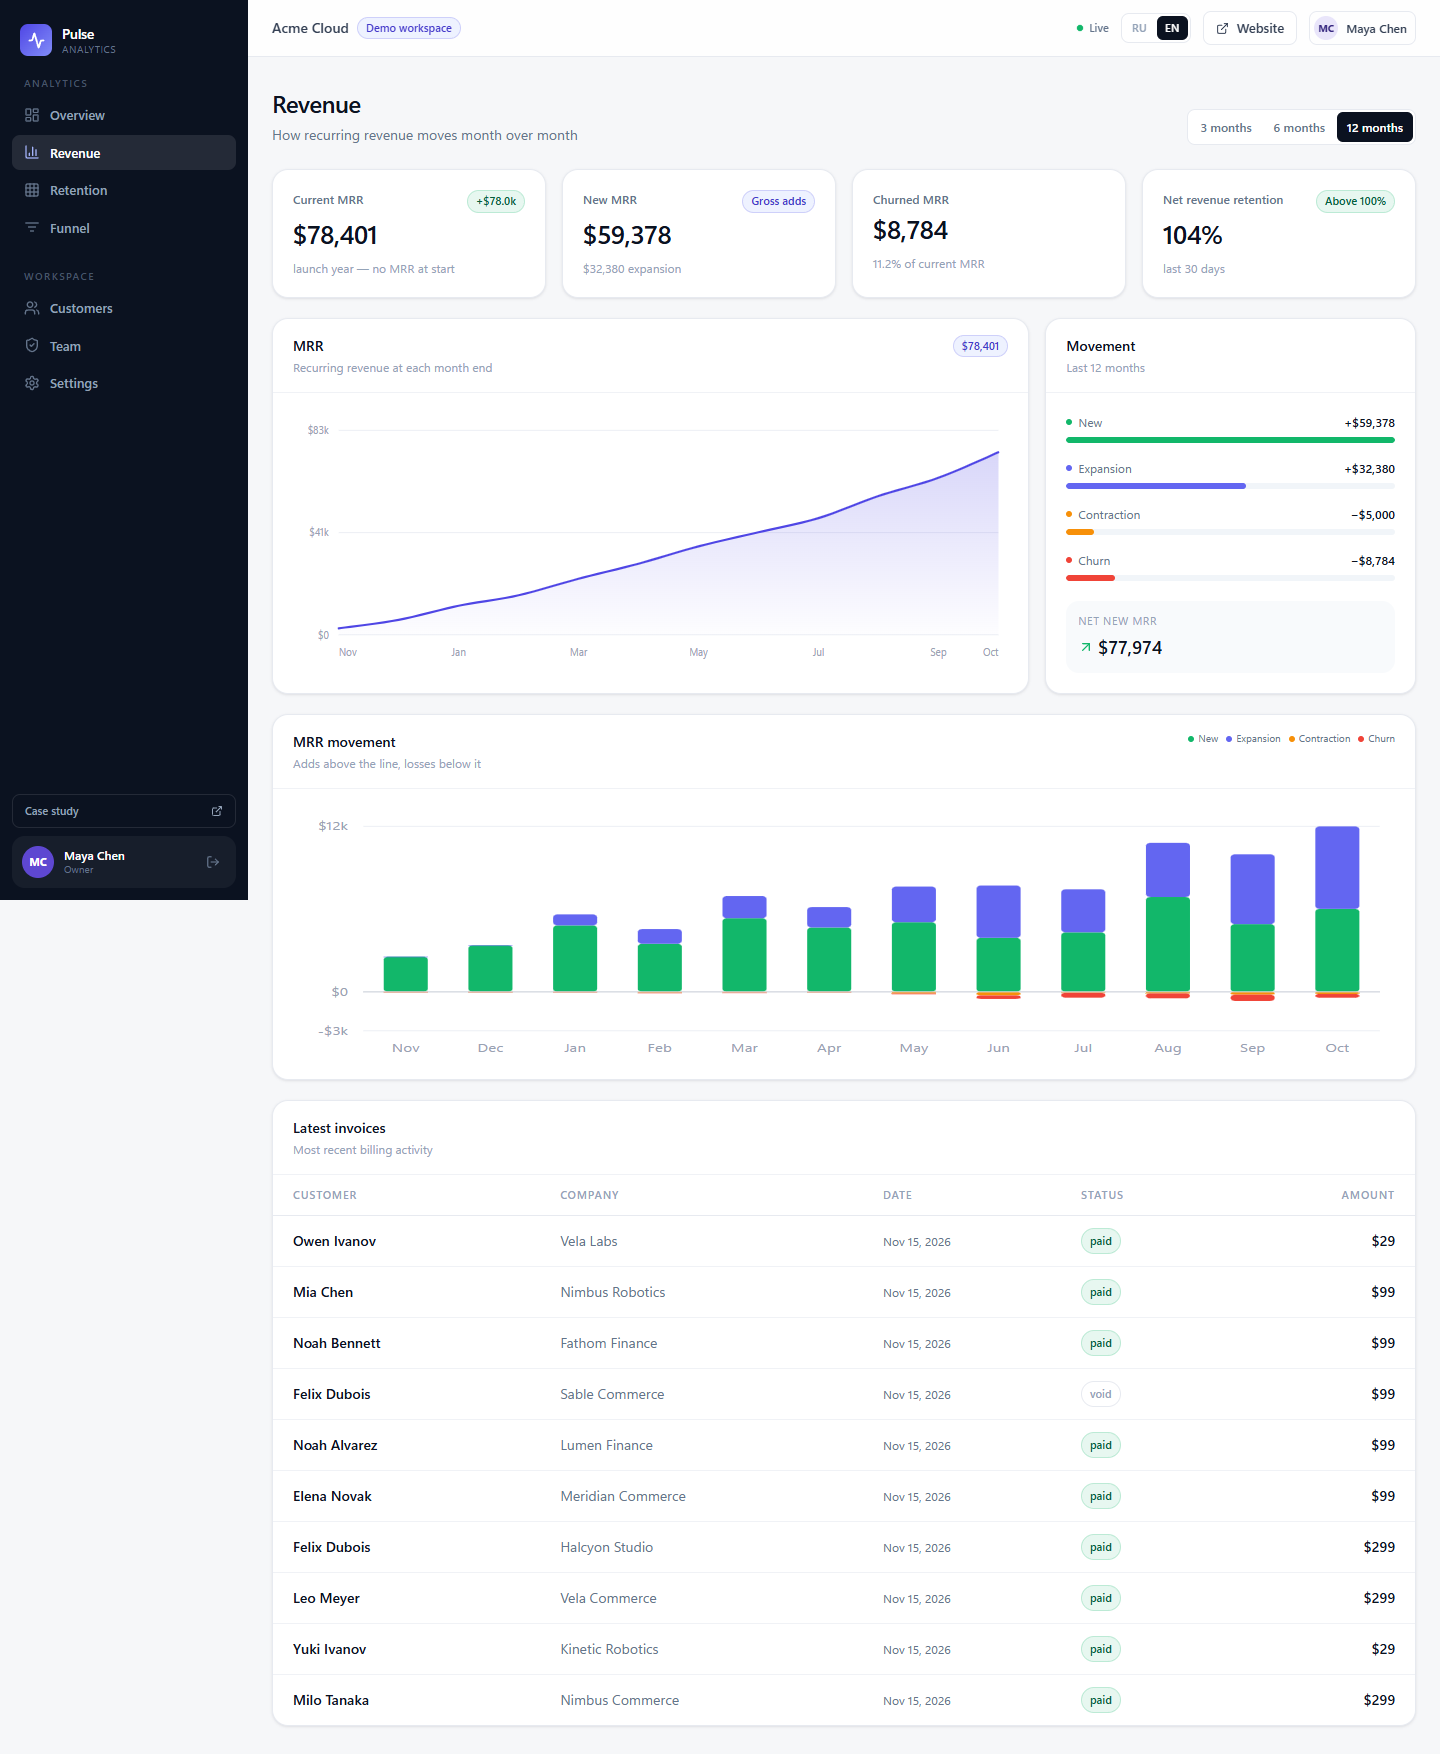 Pulse
ANALYTICS
ANALYTICS
Overview
Revenue
Retention
Funnel
WORKSPACE
Customers
Team
Settings
Case study
MC
Maya Chen
Owner
Acme Cloud
Demo workspace
Live
RU
EN
Website
MC
Maya Chen
Revenue
How recurring revenue moves month over month
3 months
6 months
12 months
Current MRR
+$78.0k
$78,401
launch year — no MRR at start
New MRR
Gross adds
$59,378
$32,380 expansion
Churned MRR
$8,784
11.2% of current MRR
Net revenue retention
Above 100%
104%
last 30 days
MRR
$78,401
Recurring revenue at each month end
$83k
$41k
$0
Nov
Jan
Mar
May
Jul
Sep
Oct
Movement
Last 12 months
New
+$59,378
Expansion
+$32,380
Contraction
−$5,000
Churn
−$8,784
NET NEW MRR
$77,974
MRR movement
Adds above the line, losses below it
New
Expansion
Contraction
Churn
$12k
$0
-$3k
Nov
Dec
Jan
Feb
Mar
Apr
May
Jun
Jul
Aug
Sep
Oct
Latest invoices
Most recent billing activity
CUSTOMER COMPANY DATE STATUS AMOUNT
Owen Ivanov Vela Labs Nov 15, 2026 paid $29
Mia Chen Nimbus Robotics Nov 15, 2026 paid $99
Noah Bennett Fathom Finance Nov 15, 2026 paid $99
Felix Dubois Sable Commerce Nov 15, 2026 void $99
Noah Alvarez Lumen Finance Nov 15, 2026 paid $99
Elena Novak Meridian Commerce Nov 15, 2026 paid $99
Felix Dubois Halcyon Studio Nov 15, 2026 paid $299
Leo Meyer Vela Commerce Nov 15, 2026 paid $299
Yuki Ivanov Kinetic Robotics Nov 15, 2026 paid $29
Milo Tanaka Nimbus Commerce Nov 15, 2026 paid $299